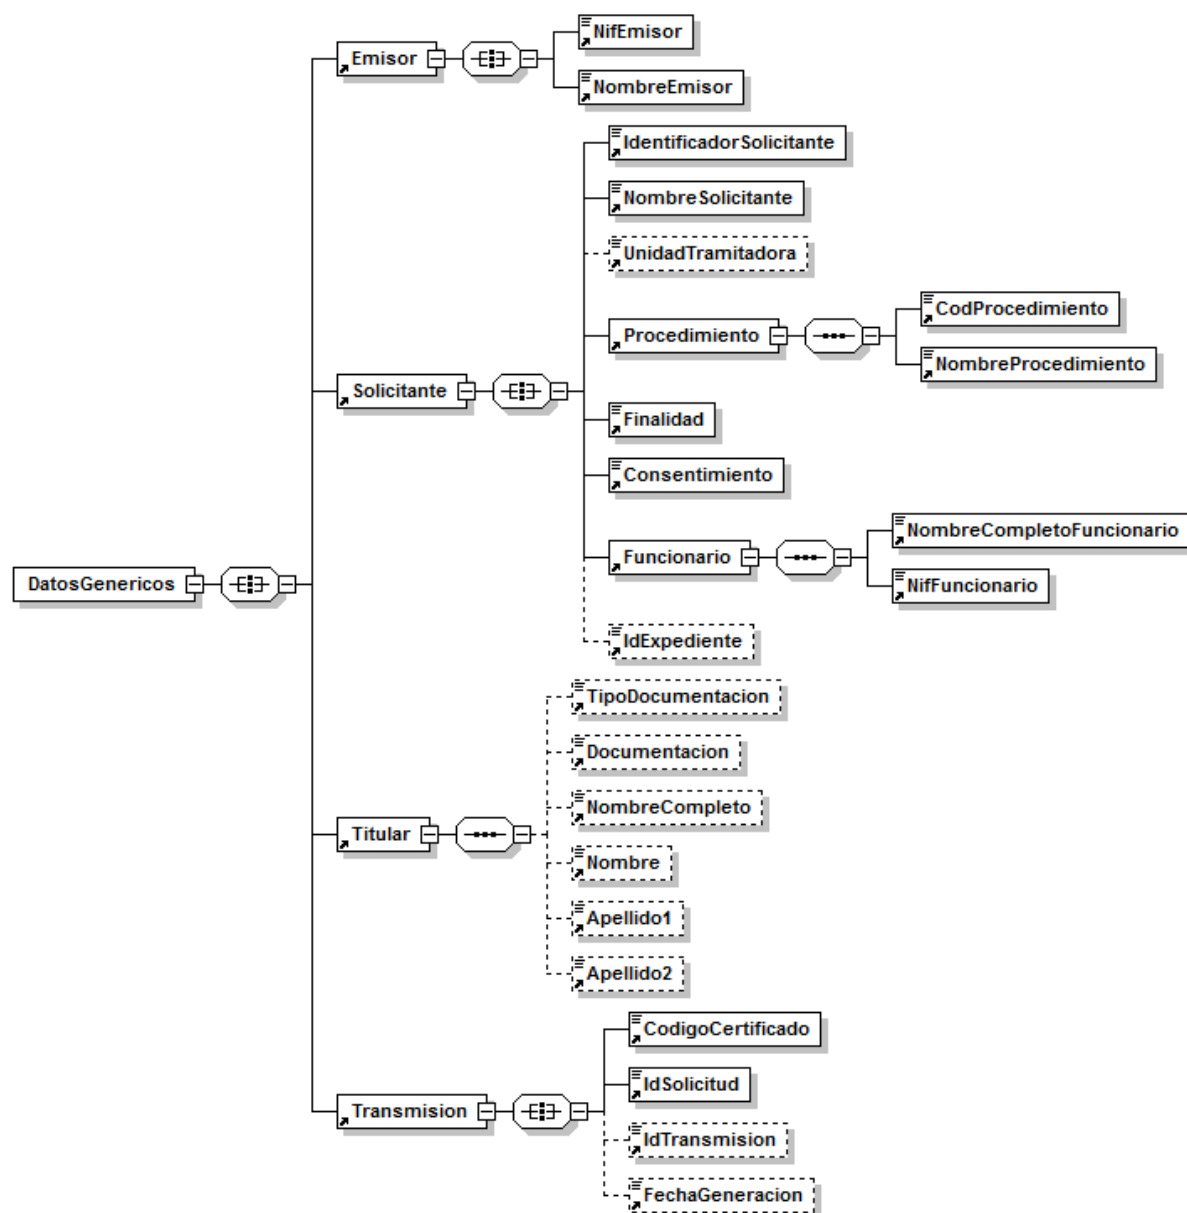 NifEmisor
Emisor
NombreEmisor
IdentificadorSolicitante
NombreSolicitante
UnidadTramitadora
CodProcedimiento
Procedimiento
NombreProcedimiento
Solicitante
Finalidad
Consentimiento
NombreCompletoFuncionario
Funcionario
NifFuncionario
DatosGenericos
IdExpediente
TipoDocumentacion
Documentacion
NombreCompleto
Titular
Nombre
Apellido1
Apellido2
CodigoCertificado
IdSolicitud
Transmision
IdTransmision
FechaGeneracion